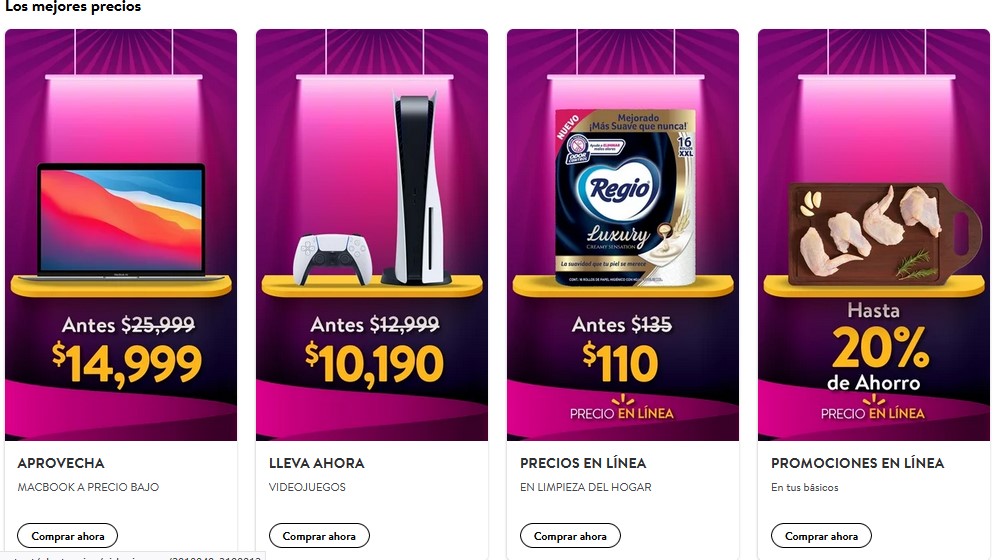 Los mejores precios
Antes $25,999
$14,999
APROVECHA
MACBOOK A PRECIO BAJO
Comprar ahora
Antes $12,999
$10,190
LLEVA AHORA
VIDEOJUEGOS
Comprar ahora
NUEVO
Mejorado
¡Más Suave que nunca!
16
ROLLOS
XXL
ODOR
CONTROL
Regio
Luxury
CREAMY SENSATION
La suavidad que tu piel se merece
Antes $135
$110
PRECIO EN LÍNEA
PRECIOS EN LÍNEA
EN LIMPIEZA DEL HOGAR
Comprar ahora
Hasta
20%
de Ahorro
PRECIO EN LÍNEA
PROMOCIONES EN LÍNEA
En tus básicos
Comprar ahora